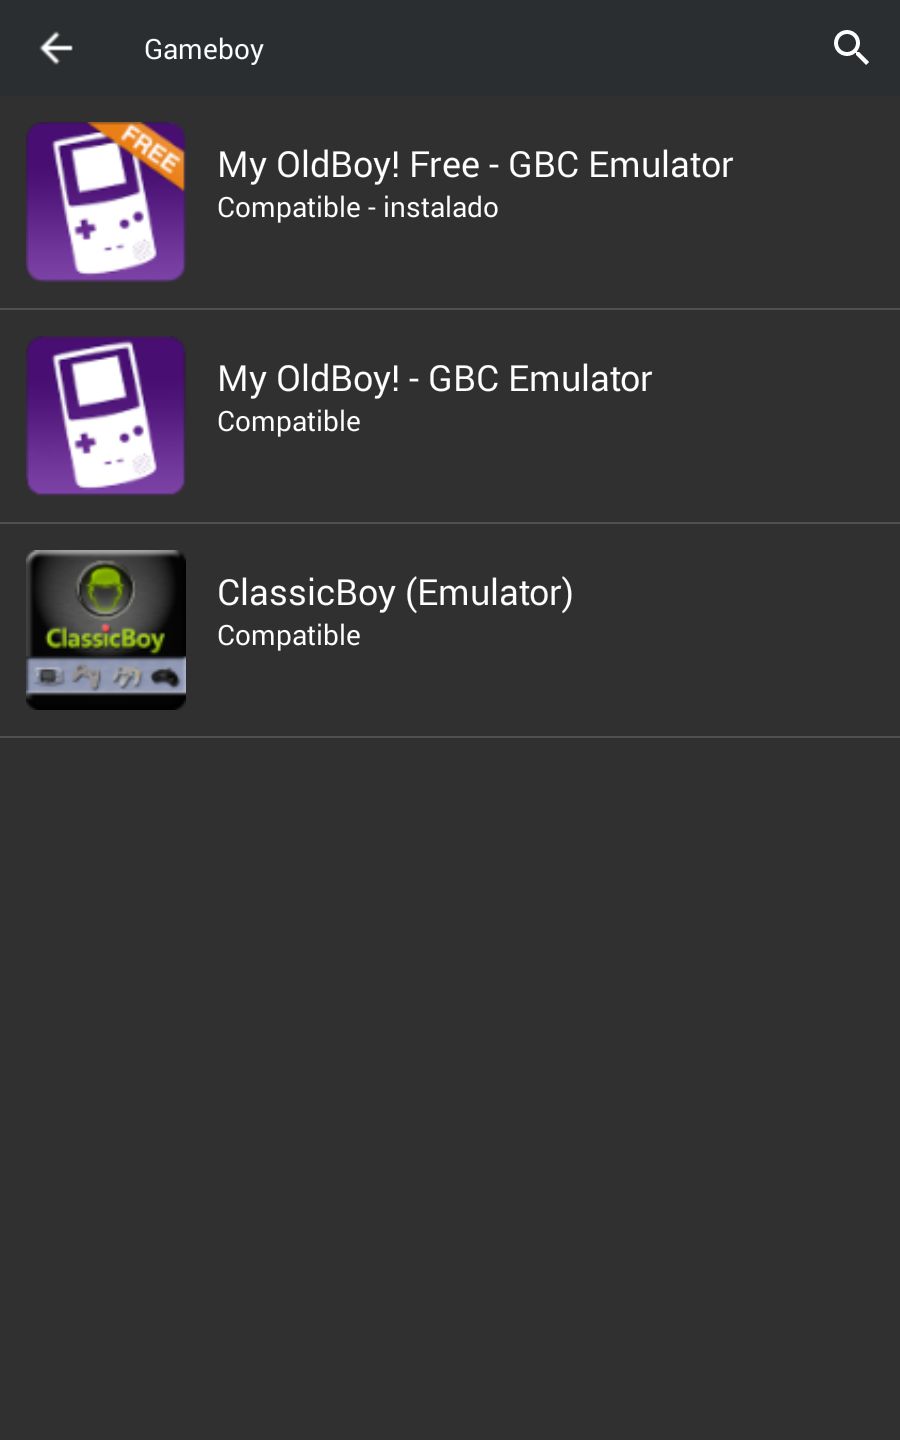 Gameboy
FREE
My OldBoy! Free - GBC Emulator
Compatible - instalado
My OldBoy! - GBC Emulator
Compatible
ClassicBoy
ClassicBoy (Emulator)
Compatible